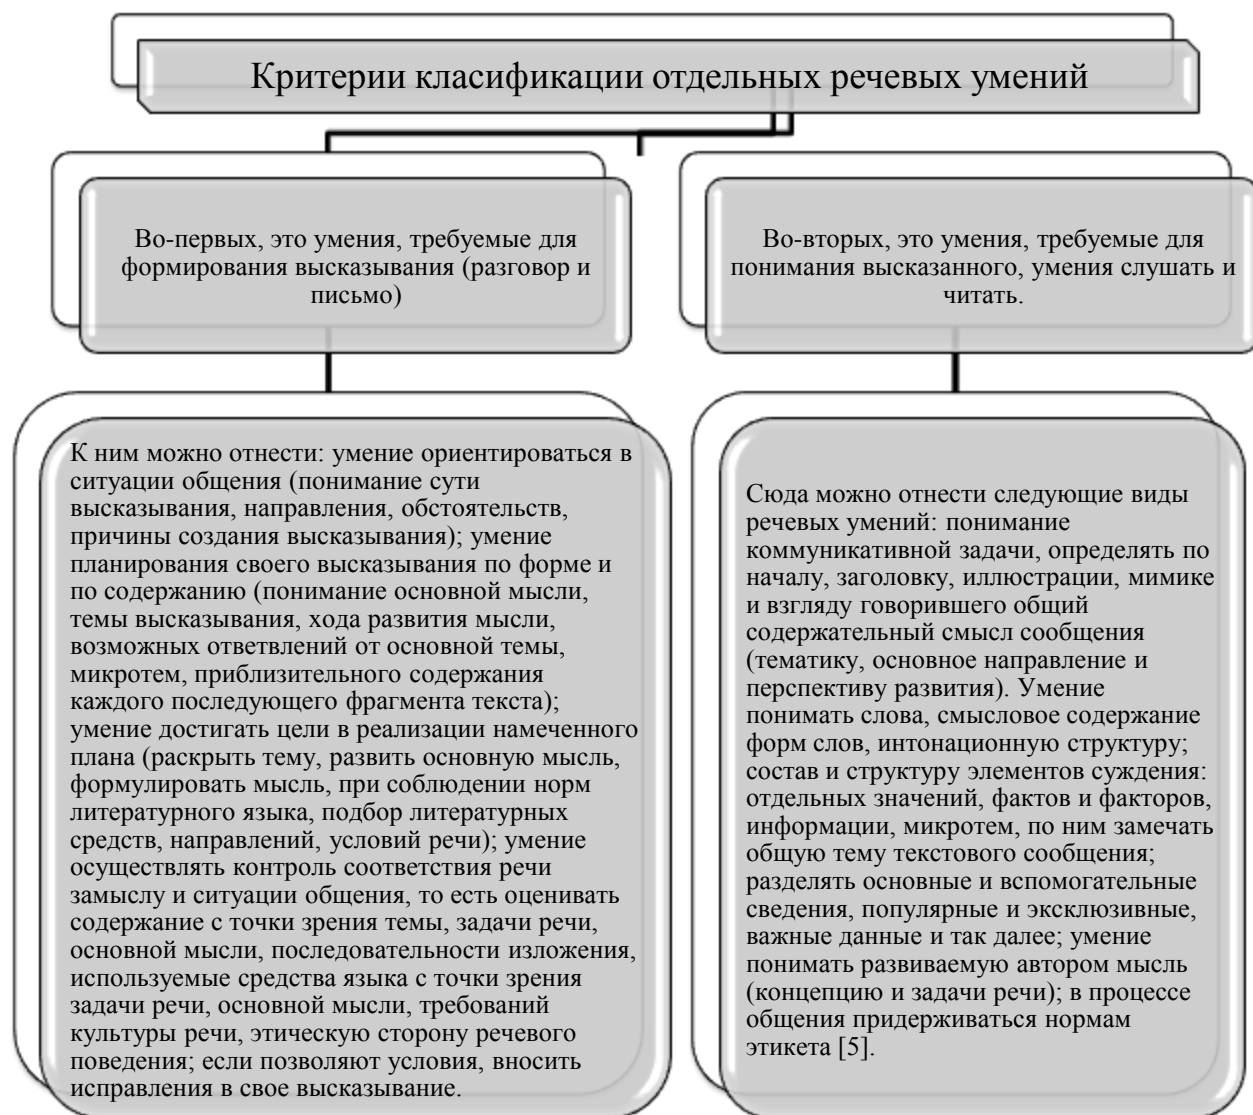 Критерии класификации отдельных речевых умений
Во-первых, это умения, требуемые для
формирования высказывания (разговор и
письмо)
Во-вторых, это умения, требуемые для
понимания высказанного, умения слушать и
читать.
К ним можно отнести: умение ориентироваться в
ситуации общения (понимание сути
высказывания, направления, обстоятельств,
причины создания высказывания); умение
планирования своего высказывания по форме и
по содержанию (понимание основной мысли,
темы высказывания, хода развития мысли,
возможных ответвлений от основной темы,
микротем, приблизительного содержания
каждого последующего фрагмента текста);
умение достигать цели в реализации намеченного
плана (раскрыть тему, развить основную мысль,
формулировать мысль, при соблюдении норм
литературного языка, подбор литературных
средств, направлений, условий речи); умение
осуществлять контроль соответствия речи
замыслу и ситуации общения, то есть оценивать
содержание с точки зрения темы, задачи речи,
основной мысли, последовательности изложения,
используемые средства языка с точки зрения
задачи речи, основной мысли, требований
культуры речи, этическую сторону речевого
поведения; если позволяют условия, вносить
исправления в свое высказывание.
Сюда можно отнести следующие виды
речевых умений: понимание
коммуникативной задачи, определять по
началу, заголовку, иллюстрации, мимике
и взгляду говорившего общий
содержательный смысл сообщения
(тематику, основное направление и
перспективу развития). Умение
понимать слова, смысловое содержание
форм слов, интонационную структуру;
состав и структуру элементов суждения:
отдельных значений, фактов и факторов,
информации, микротем, по ним замечать
общую тему текстового сообщения;
разделять основные и вспомогательные
сведения, популярные и эксклюзивные,
важные данные и так далее; умение
понимать развиваемую автором мысль
(концепцию и задачи речи); в процессе
общения придерживаться нормам
этикета [5].